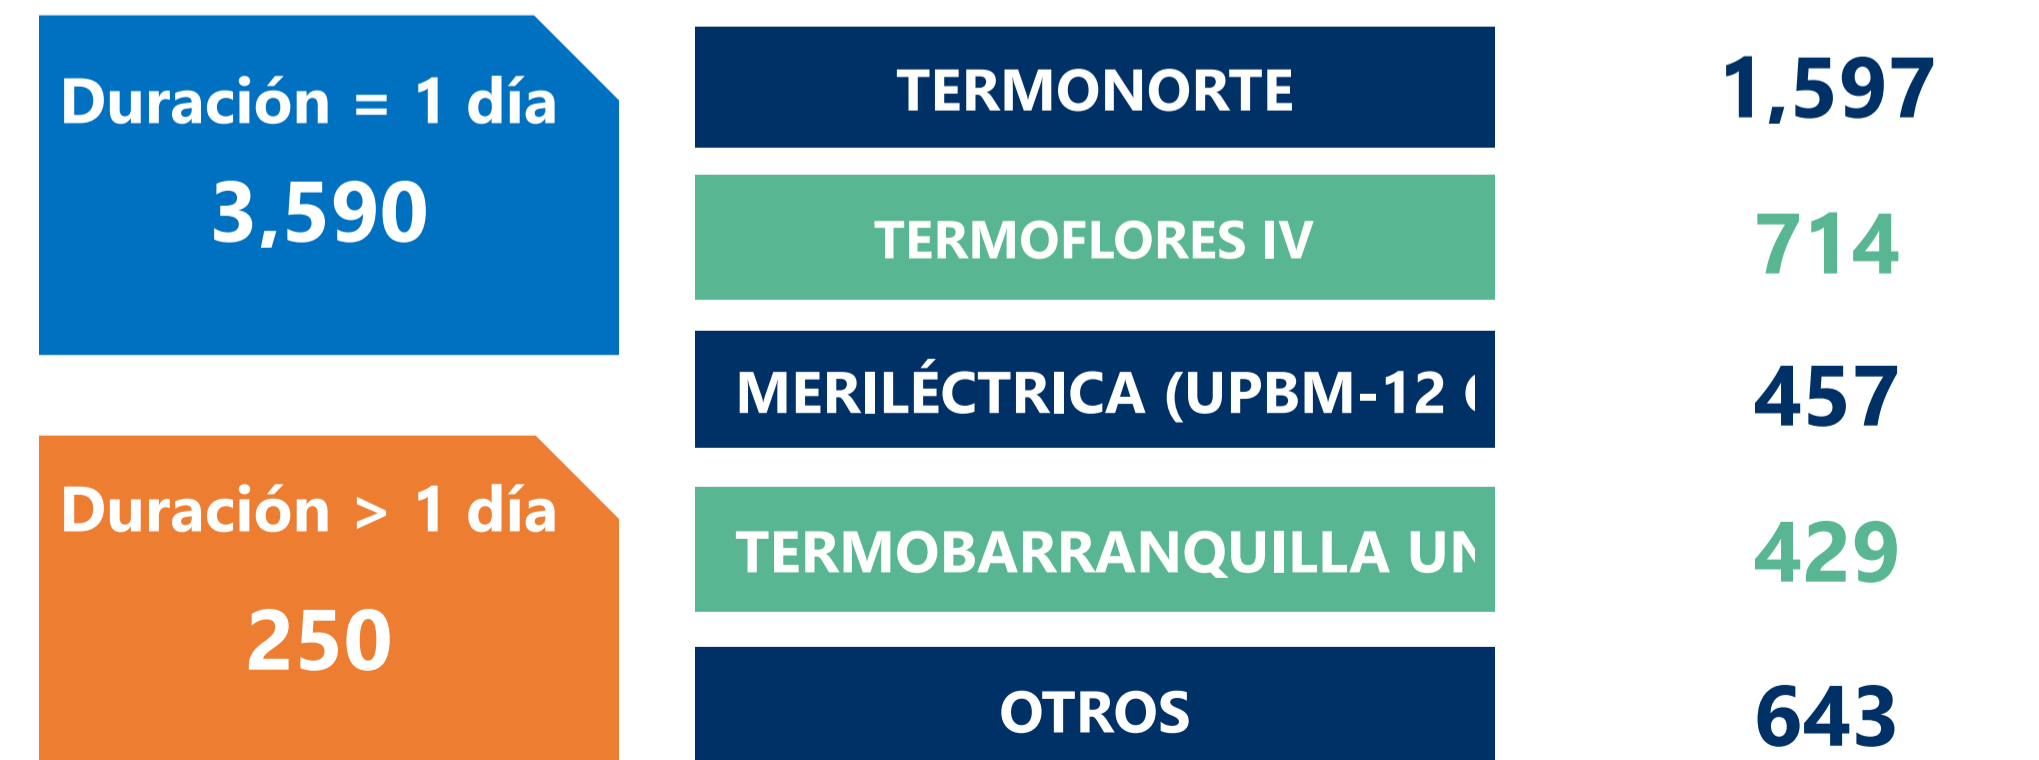 Duración = 1 día
3,590
Duración > 1 día
250
TERMONORTE 1,597
TERMOFLORES IV 714
MERILÉCTRICA (UPBM-12 457
TERMOBARRANQUILLA UN 429
OTROS 643